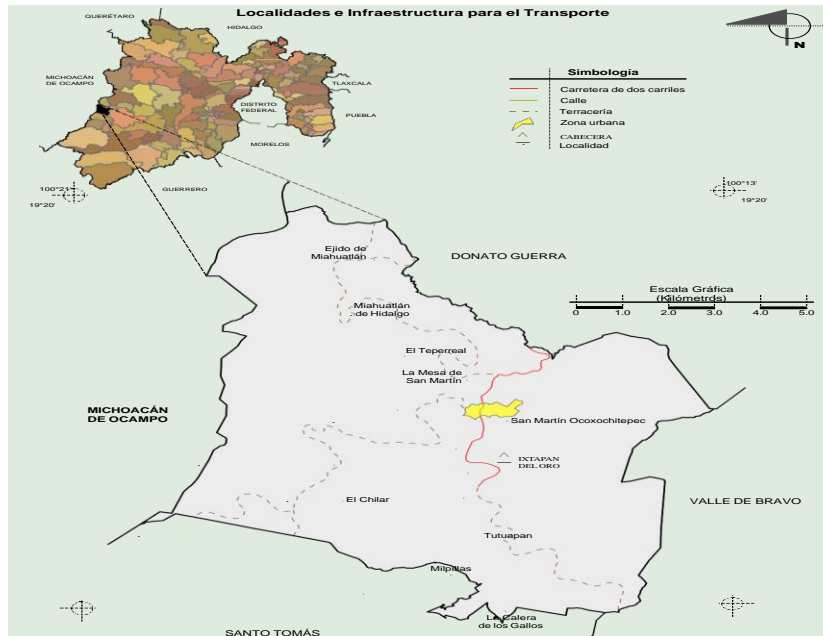 Localidades e Infraestructura para el Transporte
QUERÉTARO
HIDALGO
N
MICHOACÁN
DE OCAMPO
TLAXCALA
DISTRITO
FEDERAL
PUEBLA
MORELOS
GUERRERO
Simbología
Carretera de dos carriles
Calle
Terracería
Zona urbana
CABECERA
Localidad
100°21'
19°20'
100°13'
19°20'
Ejido de
Miahuatlán
DONATO GUERRA
Escala Gráfica
(Kilómetros)
0 1.0 2.0 3.0 4.0 5.0
Miahuatlán
de Hidalgo
El Teperreal
La Mesa de
San Martín
MICHOACÁN
DE OCAMPO
San Martín Ocoxochitepec
IXTAPAN
DEL ORO
El Chilar
VALLE DE BRAVO
Tutuapan
Milpillas
La Calera
de los Gallos
SANTO TOMÁS